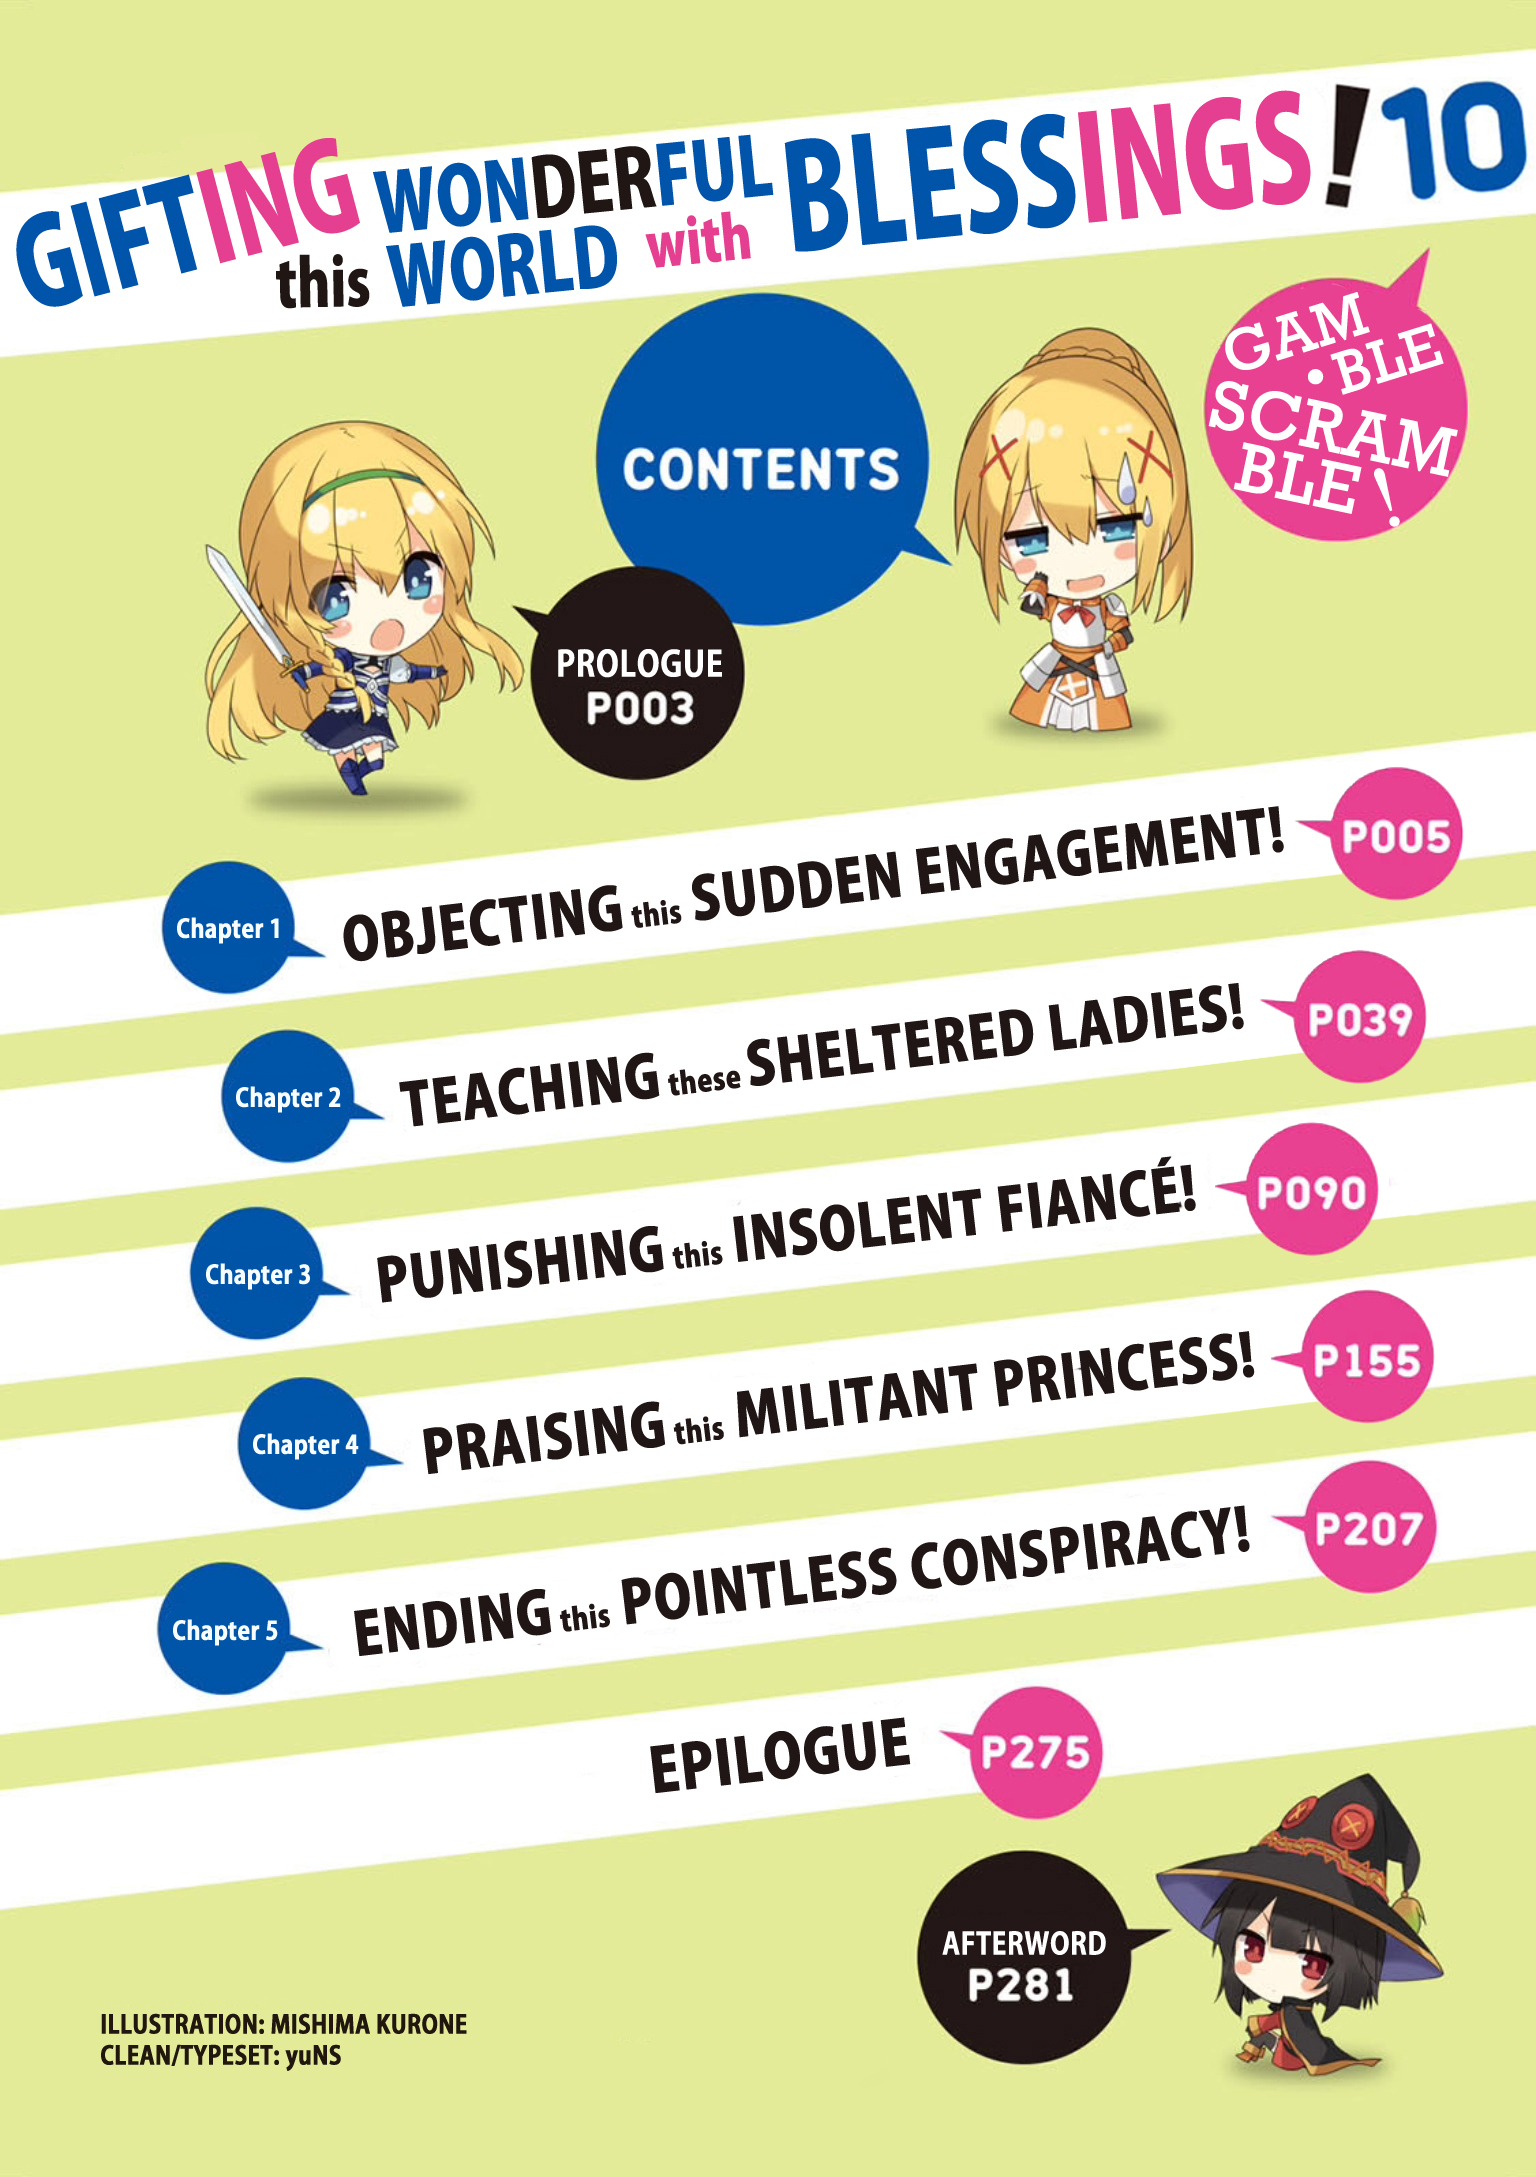 GIFTING WONDERFUL
this WORLD with BLESSINGS! 10
GAM
BLE
SCRAM
BLE!
CONTENTS
PROLOGUE
P003
Chapter 1 OBJECTING this SUDDEN ENGAGEMENT! P005
Chapter 2 TEACHING these SHELTERED LADIES! P039
Chapter 3 PUNISHING this INSOLENT FIANCÉ! P090
Chapter 4 PRAISING this MILITANT PRINCESS! P155
Chapter 5 ENDING this POINTLESS CONSPIRACY! P207
EPILOGUE P275
AFTERWORD
P281
ILLUSTRATION: MISHIMA KURONE
CLEAN/TYPESET: yuNS